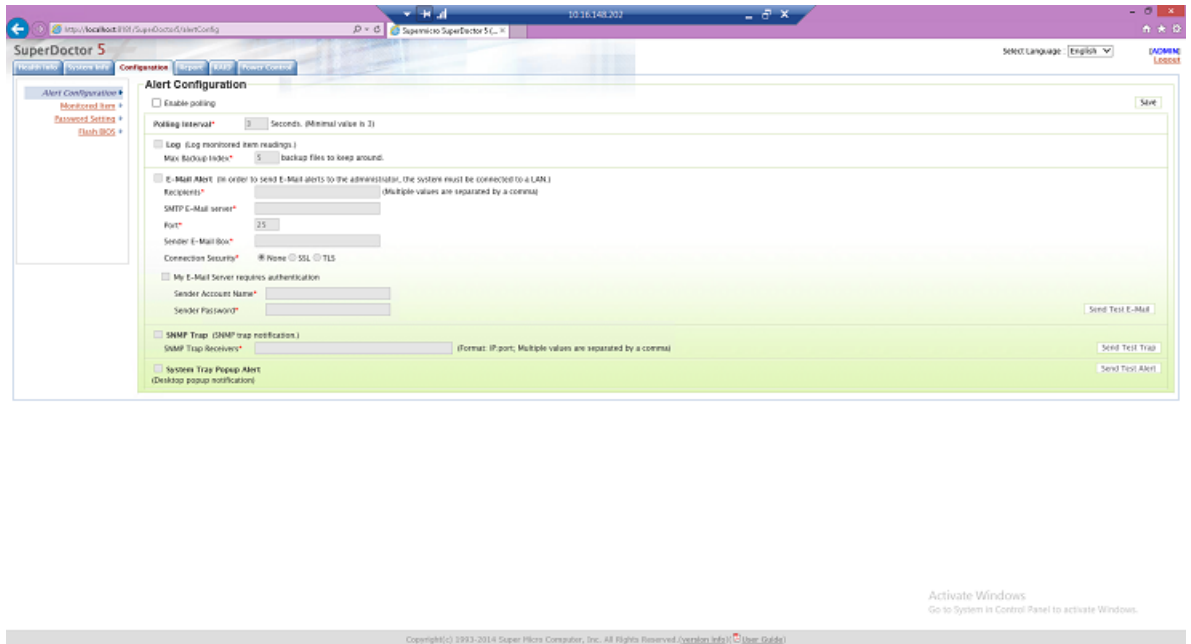 10.16.148.202
http://localhost:8181/SuperDoctor5/alertConfig
Supermicro SuperDoctor 5 (...
SuperDoctor 5
Select Language : English
[ADMIN]
Logout
Health Info System Info Configuration Report RAID Power Control
Alert Configuration
Monitored Item
Password Setting
Flash BIOS
Alert Configuration
Enable polling
Save
Polling Interval* 3 Seconds. (Minimal value is 3)
Log (Log monitored item readings.)
Max Backup Index* 5 backup files to keep around.
E-Mail Alert (In order to send E-Mail alerts to the administrator, the system must be connected to a LAN.)
Recipients* (Multiple values are separated by a comma)
SMTP E-Mail server*
Port* 25
Sender E-Mail Box*
Connection Security* None SSL TLS
My E-Mail Server requires authentication
Sender Account Name*
Sender Password*
Send Test E-Mail
SNMP Trap (SNMP trap notification.)
SNMP Trap Receivers* (Format: IP:port; Multiple values are separated by a comma)
Send Test Trap
System Tray Popup Alert
Send Test Alert
(Desktop popup notification)
Activate Windows
Go to System in Control Panel to activate Windows.
Copyright(c) 1993-2014 Super Micro Computer, Inc. All Rights Reserved.(version info)( User Guide)